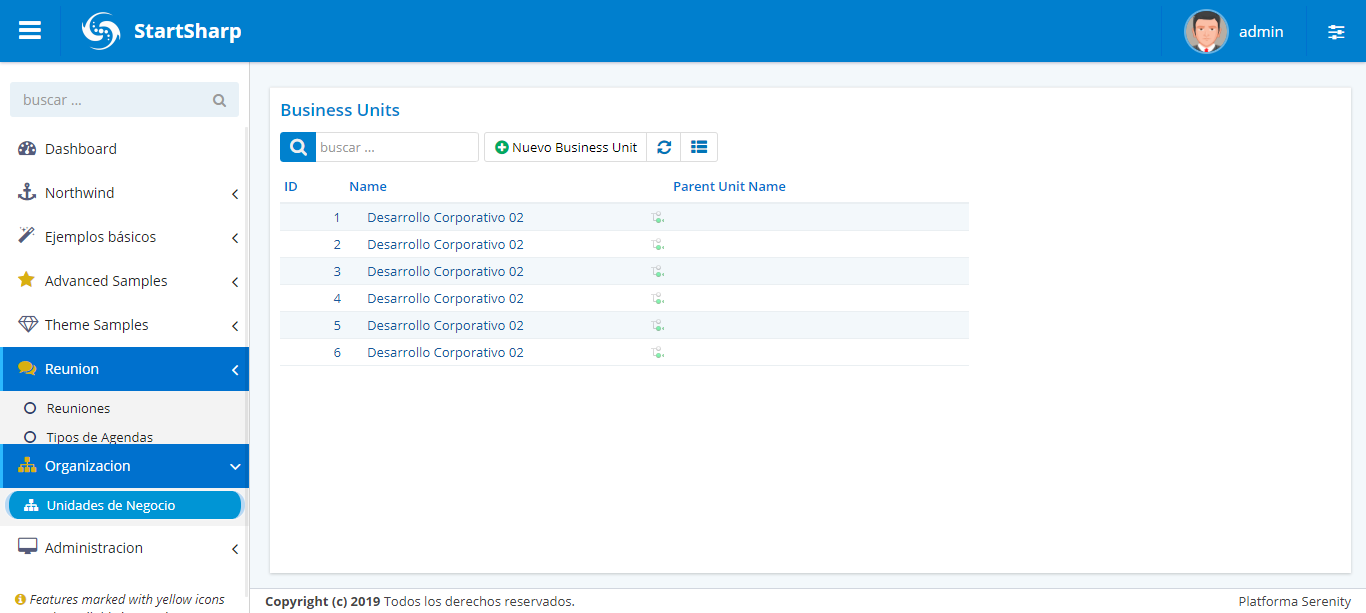 StartSharp
admin
buscar ...
Dashboard
Northwind
Ejemplos básicos
Advanced Samples
Theme Samples
Reunion
Reuniones
Tipos de Agendas
Organizacion
Unidades de Negocio
Administracion
Features marked with yellow icons
Business Units
buscar ...
Nuevo Business Unit
ID Name Parent Unit Name
1 Desarrollo Corporativo 02
2 Desarrollo Corporativo 02
3 Desarrollo Corporativo 02
4 Desarrollo Corporativo 02
5 Desarrollo Corporativo 02
6 Desarrollo Corporativo 02
Copyright (c) 2019 Todos los derechos reservados.
Platforma Serenity